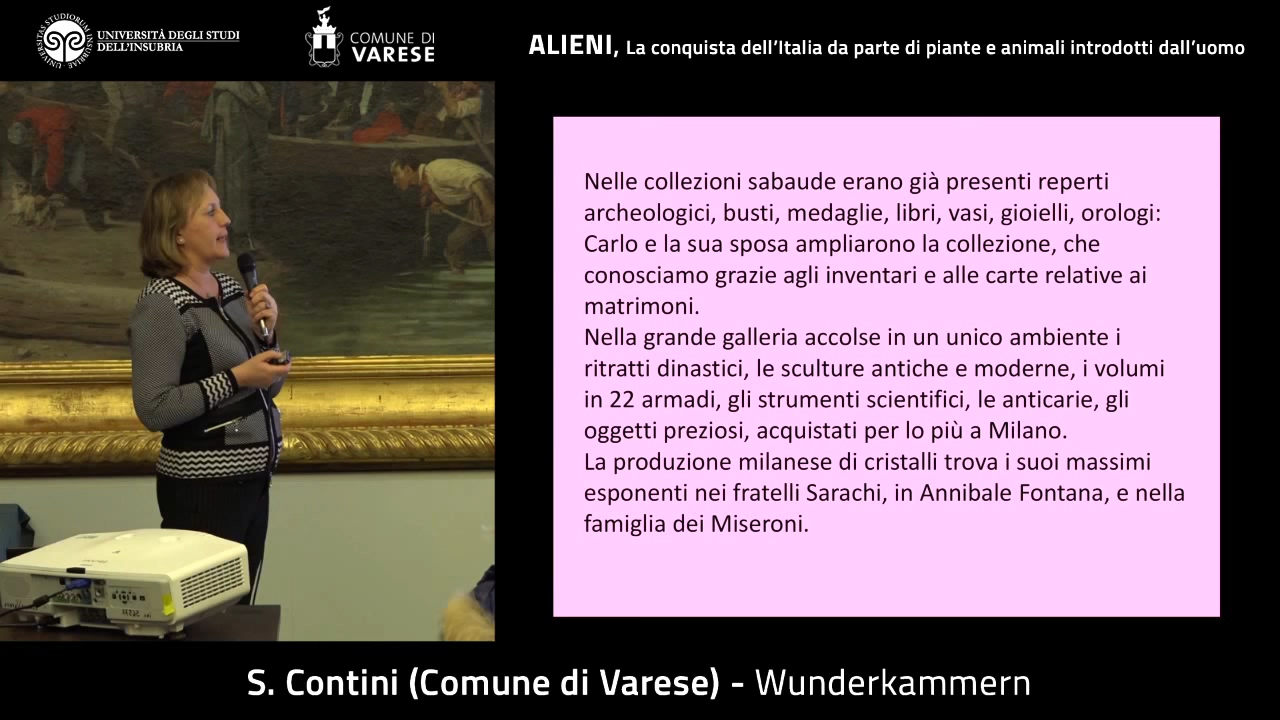 UNIVERSITÀ DEGLI STUDI
DELL'INSUBRIA
COMUNE DI
VARESE
ALIENI, La conquista dell'Italia da parte di piante e animali introdotti dall'uomo
Nelle collezioni sabaude erano già presenti reperti
archeologici, busti, medaglie, libri, vasi, gioielli, orologi:
Carlo e la sua sposa ampliarono la collezione, che
conosciamo grazie agli inventari e alle carte relative ai
matrimoni.
Nella grande galleria accolse in un unico ambiente i
ritratti dinastici, le sculture antiche e moderne, i volumi
in 22 armadi, gli strumenti scientifici, le anticarie, gli
oggetti preziosi, acquistati per lo più a Milano.
La produzione milanese di cristalli trova i suoi massimi
esponenti nei fratelli Sarachi, in Annibale Fontana, e nella
famiglia dei Miseroni.
S. Contini (Comune di Varese) - Wunderkammern